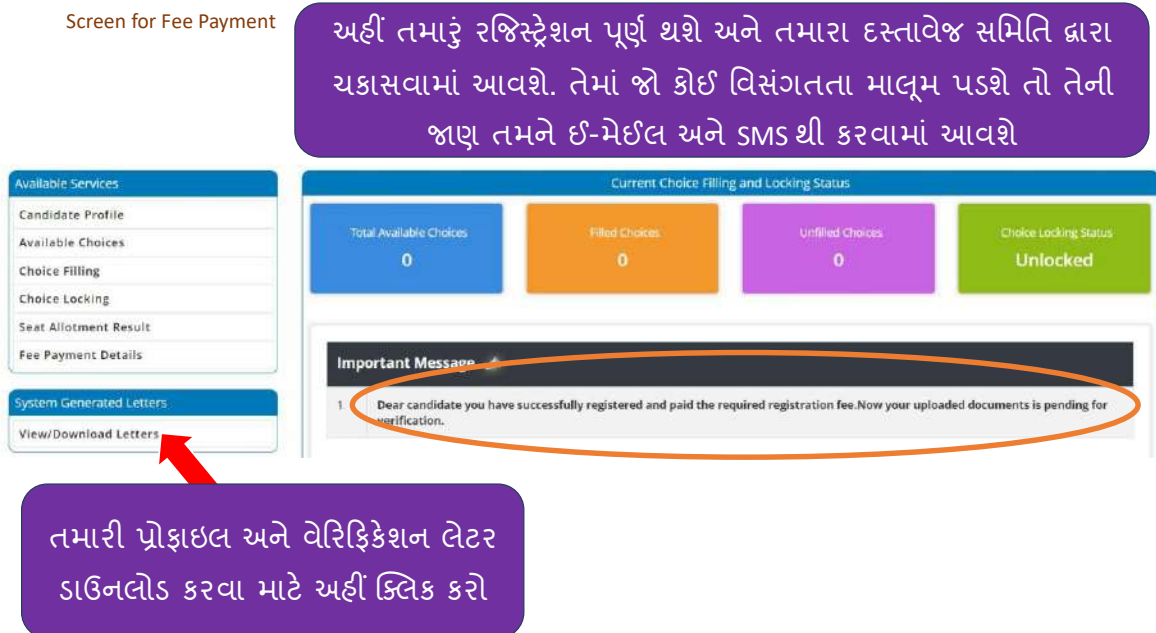 Screen for Fee Payment
અહીં તમારું રજિસ્ટ્રેશન પૂર્ણ થશે અને તમારા દસ્તાવેજ સમિતિ દ્વારા
ચકાસવામાં આવશે. તેમાં જો કોઈ વિસંગતતા માલૂમ પડશે તો તેની
જાણ તમને ઈ-મેઈલ અને SMS થી કરવામાં આવશે
Available Services
Candidate Profile
Available Choices
Choice Filling
Choice Locking
Seat Allotment Result
Fee Payment Details
System Generated Letters
View/Download Letters
Current Choice Filling and Locking Status
Total Available Choices
0
Filled Choices
0
Unfilled Choices
0
Choice Locking Status
Unlocked
Important Message
1. Dear candidate you have successfully registered and paid the required registration fee.Now your uploaded documents is pending for
verification.
તમારી પ્રોફાઇલ અને વેરિફિકેશન લેટર
ડાઉનલોડ કરવા માટે અહીં ક્લિક કરો